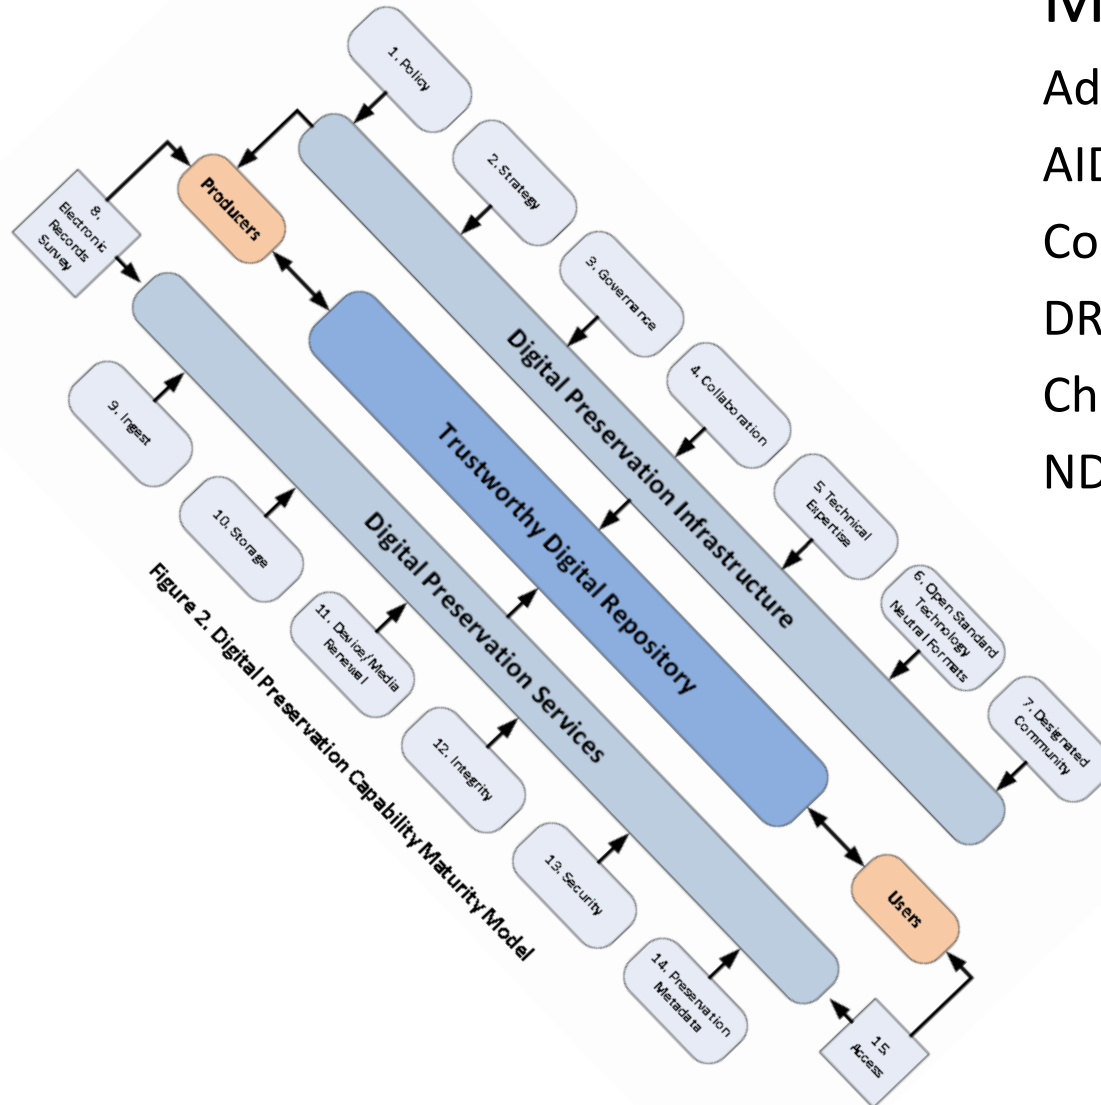 1. Policy
2. Strategy
3. Governance
4. Collaboration
5. Technical
Expertise
6. Open Standard
Technology
Neutral Formats
7. Designated
Community
Digital Preservation Infrastructure
Producers
Trustworthy Digital Repository
Users
8.
Electronic
Records
Survey
Digital Preservation Services
9. Ingest
10. Storage
11. Device/Media
Renewal
12. Integrity
13. Security
14. Preservation
Metadata
15.
Access
Figure 2. Digital Preservation Capability Maturity Model
M
Ad
AID
Co
DR
Ch
ND